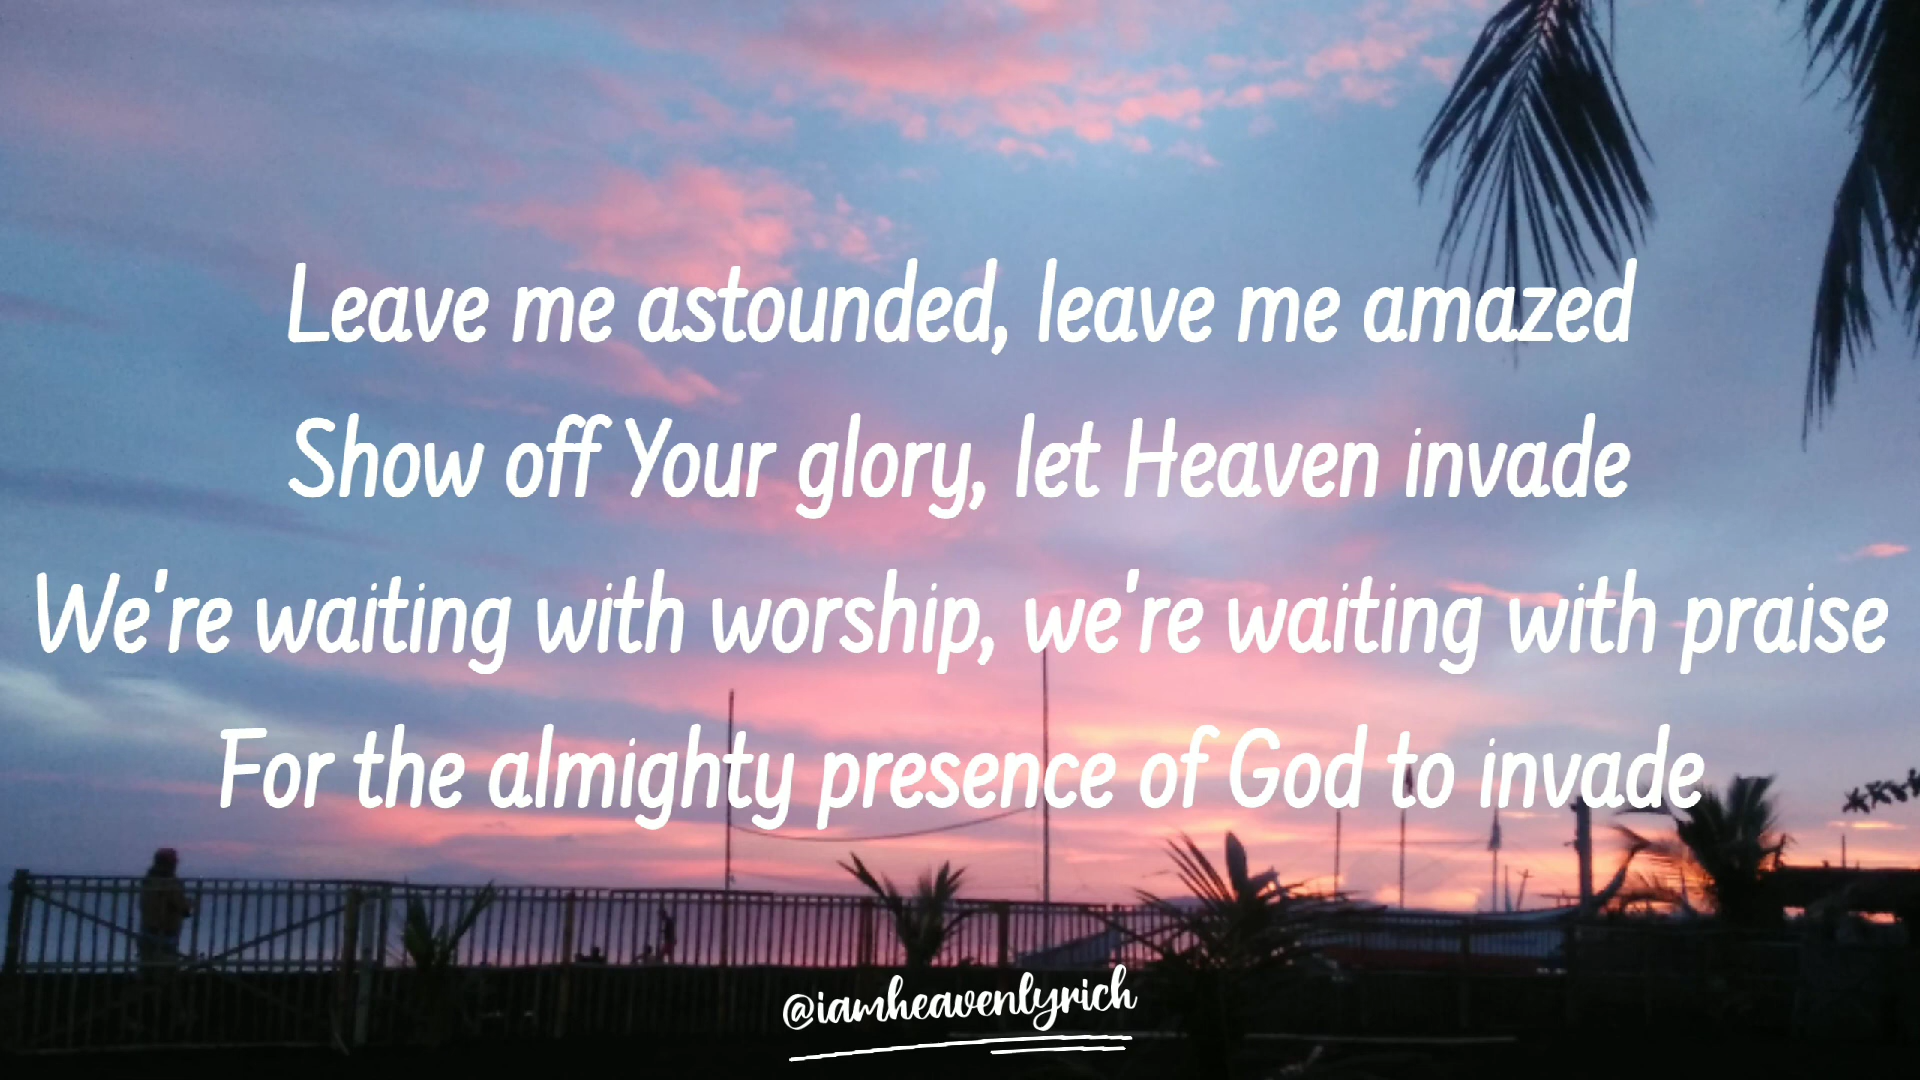 Leave me astounded, leave me amazed
Show off Your glory, let Heaven invade
We're waiting with worship, we're waiting with praise
For the almighty presence of God to invade
@iamheavenlyrich